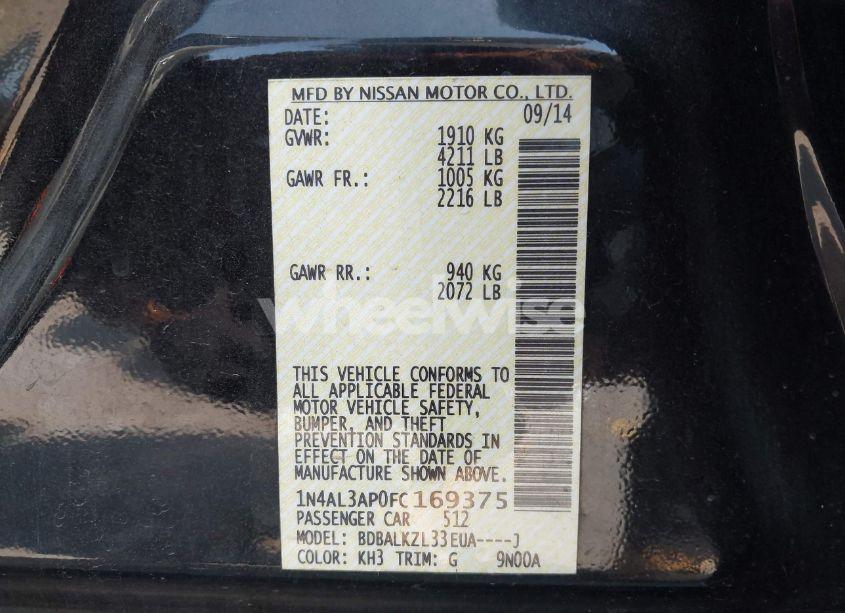 MFD BY NISSAN MOTOR CO., LTD.
DATE: 09/14
GVWR: 1910 KG
4211 LB
GAWR FR.: 1005 KG
2216 LB
GAWR RR.: 940 KG
2072 LB
wheelwise
THIS VEHICLE CONFORMS TO
ALL APPLICABLE FEDERAL
MOTOR VEHICLE SAFETY,
BUMPER, AND THEFT
PREVENTION STANDARDS IN
EFFECT ON THE DATE OF
MANUFACTURE SHOWN ABOVE.
1N4AL3AP0FC169375
PASSENGER CAR 512
MODEL: BDBALKZL33EUA----J
COLOR: KH3 TRIM: G 9N00A